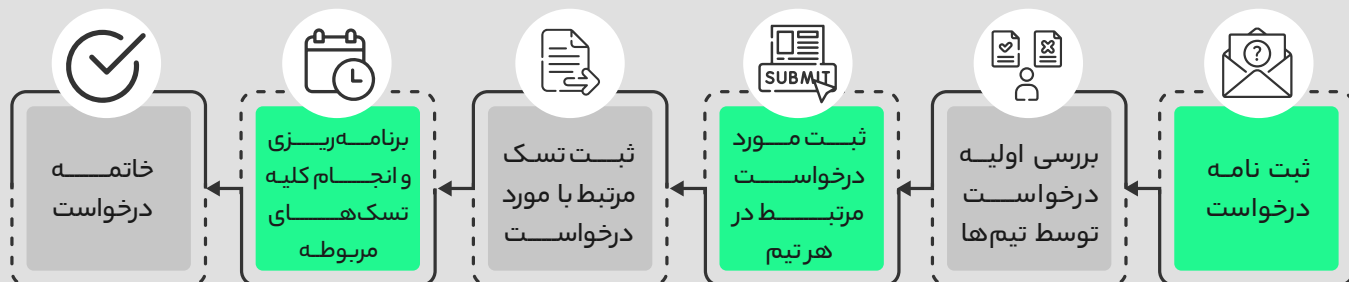 ثبت نامه
درخواست
?
بررسی اولیه
درخواست
توسط تیم‌ها
SUBMIT
ثبت مورد
درخواست
مرتبط در
هر تیم
ثبت تسک
مرتبط با مورد
درخواست
برنامه‌ریزی
و انجام کلیه
تسک‌های
مربوطه
خاتمه
درخواست